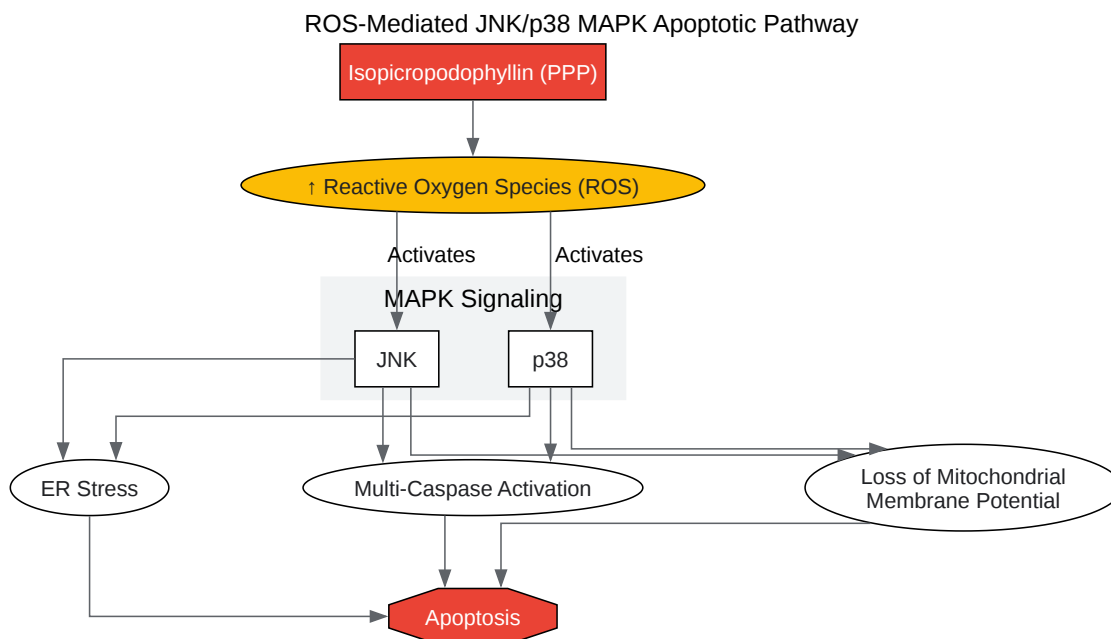 ROS-Mediated JNK/p38 MAPK Apoptotic Pathway
Isopicropodophyllin (PPP)
↑ Reactive Oxygen Species (ROS)
Activates
Activates
MAPK Signaling
JNK
p38
ER Stress
Multi-Caspase Activation
Loss of Mitochondrial
Membrane Potential
Apoptosis